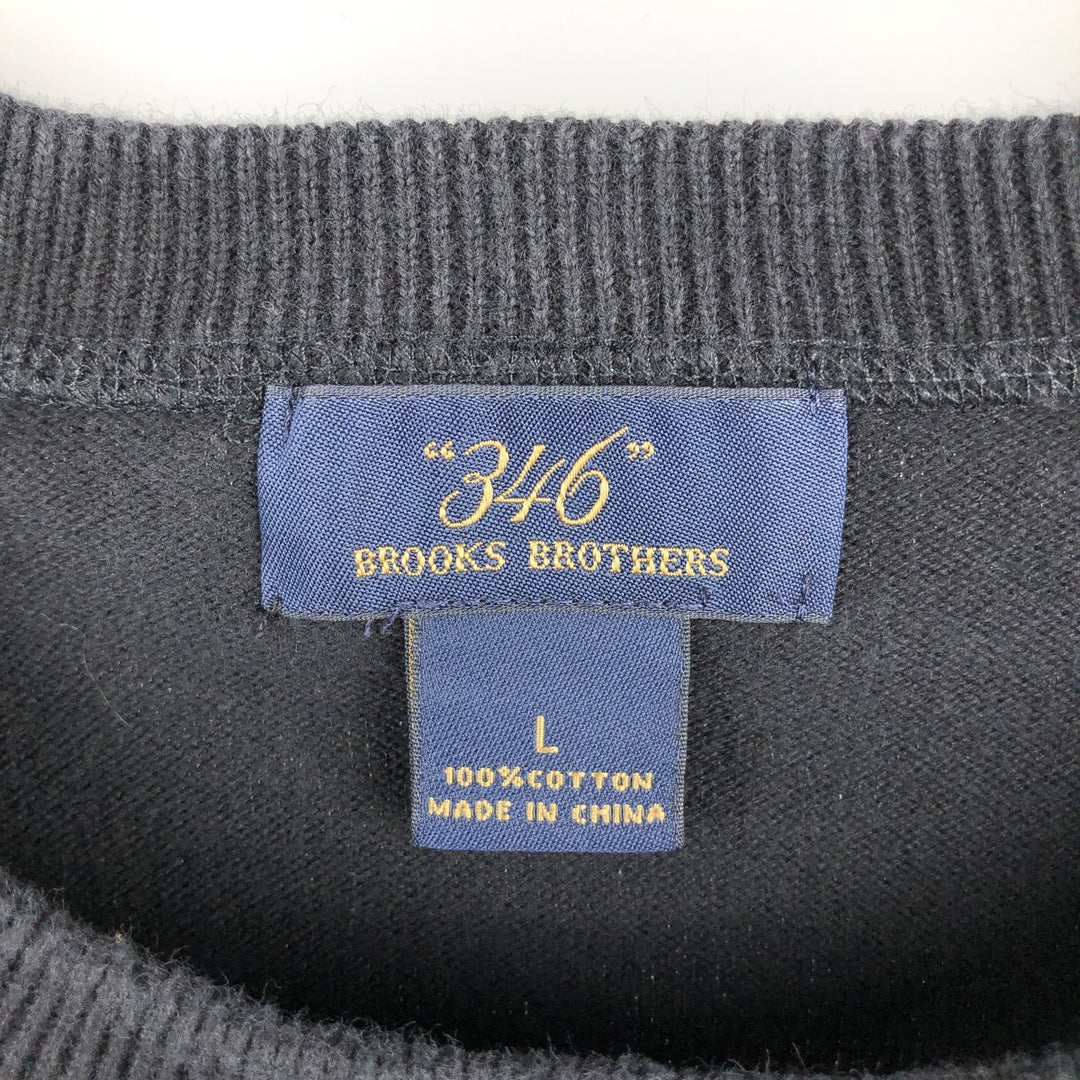 “346”
BROOKS BROTHERS
L
100%COTTON
MADE IN CHINA